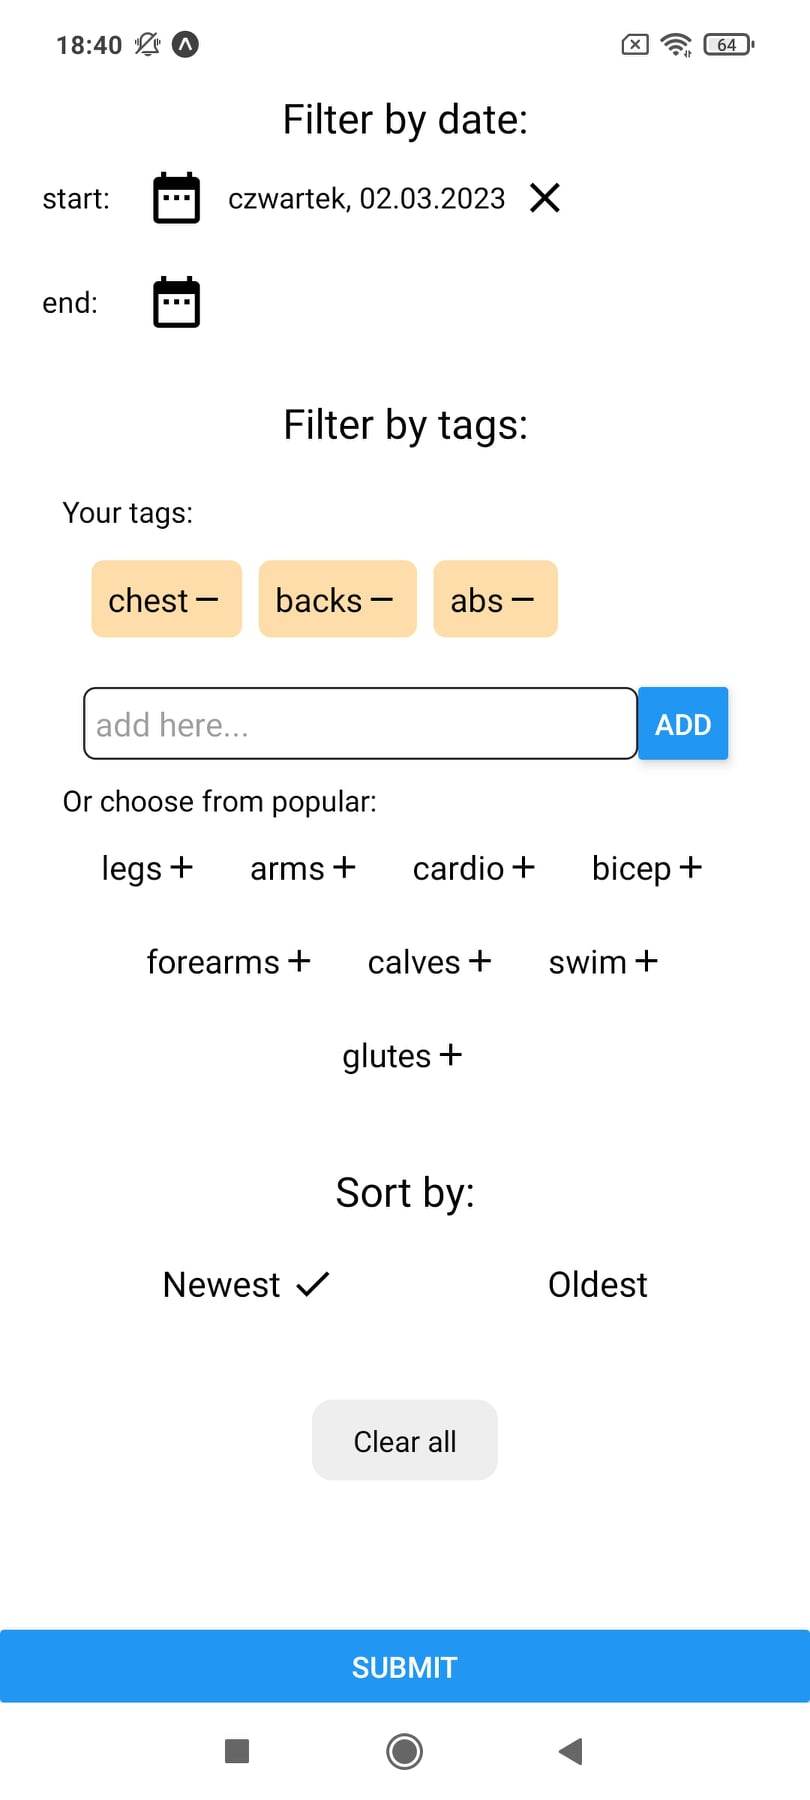 18:40 64
Filter by date:
start: czwartek, 02.03.2023
end:
Filter by tags:
Your tags:
chest backs abs
add here... ADD
Or choose from popular:
legs + arms + cardio + bicep +
forearms + calves + swim +
glutes +
Sort by:
Newest Oldest
Clear all
SUBMIT